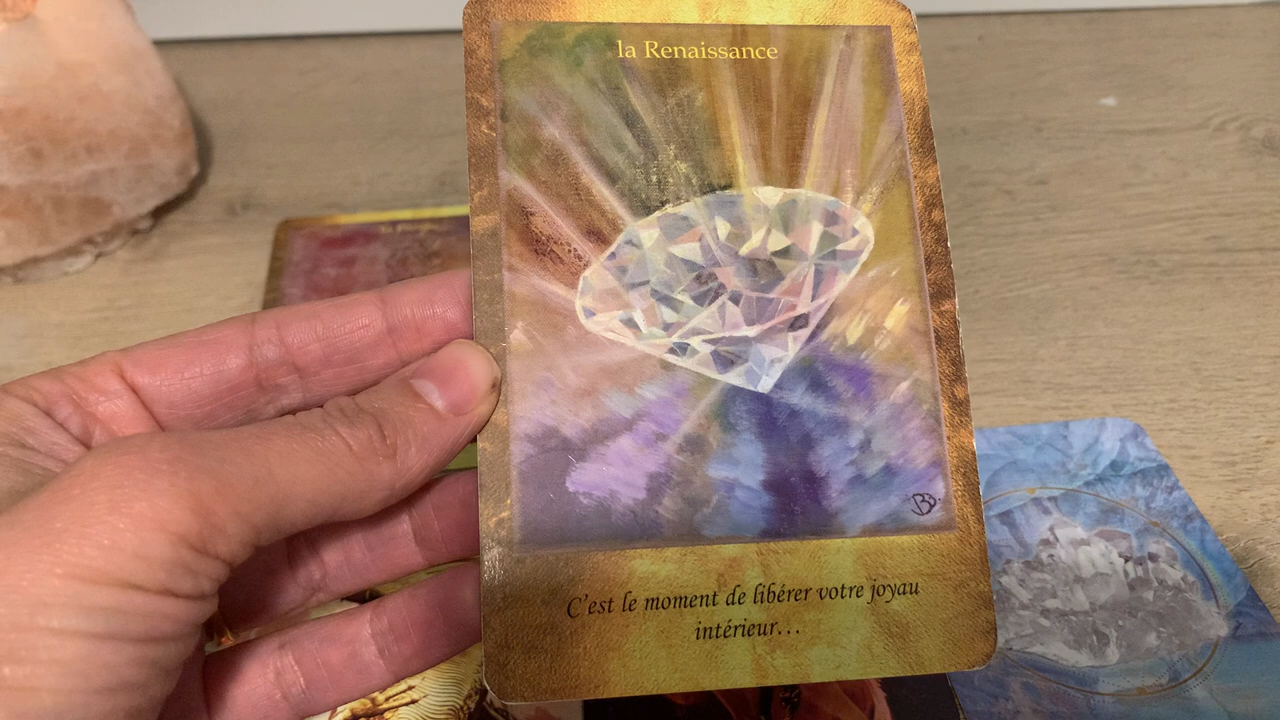 la Renaissance
C'est le moment de libérer votre joyau
intérieur...